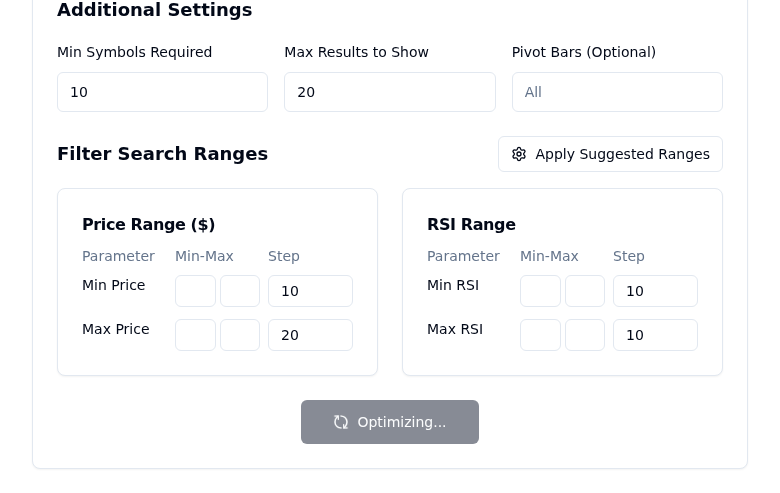 Additional Settings
Min Symbols Required
Max Results to Show
Pivot Bars (Optional)
10
20
All
Filter Search Ranges
Apply Suggested Ranges
Price Range ($)
Parameter Min-Max Step
Min Price 10
Max Price 20
RSI Range
Parameter Min-Max Step
Min RSI 10
Max RSI 10
Optimizing...